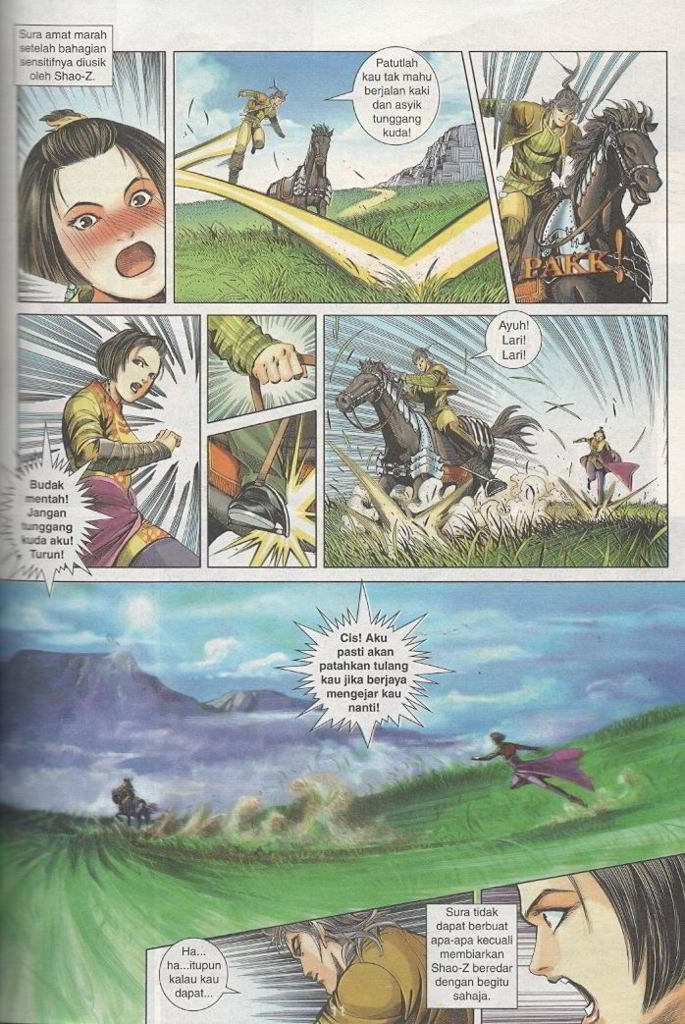 Sura amat marah
setelah bahagian
sensitifnya diusik
oleh Shao-Z.
Patutlah
kau tak mahu
berjalan kaki
dan asyik
tunggang
kuda!
PAKK!
Budak
mentah!
Jangan
tunggang
kuda aku!
Turun!
Ayuh!
Lari!
Lari!
Cis! Aku
pasti akan
patahkan tulang
kau jika berjaya
mengejar kau
nanti!
Ha...
ha...itupun
kalau kau
dapat...
Sura tidak
dapat berbuat
apa-apa kecuali
membiarkan
Shao-Z beredar
dengan begitu
sahaja.